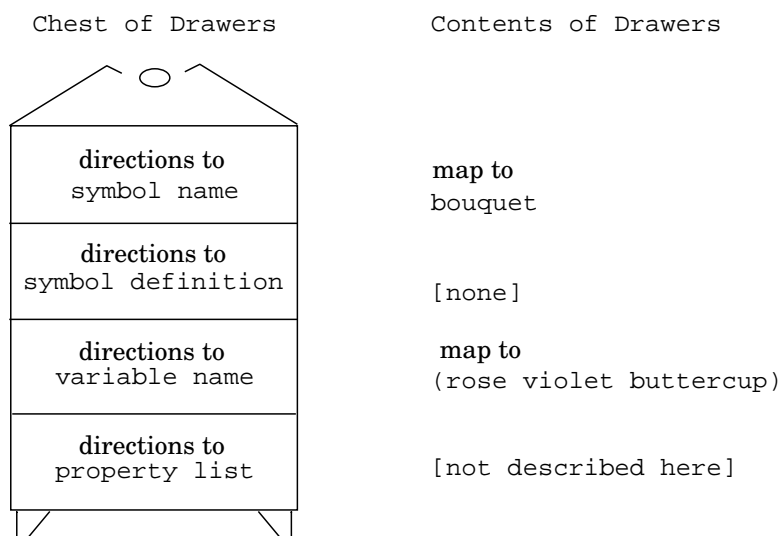 Chest of Drawers
Contents of Drawers
directions to
symbol name
map to
bouquet
directions to
symbol definition
[none]
directions to
variable name
map to
(rose violet buttercup)
directions to
property list
[not described here]